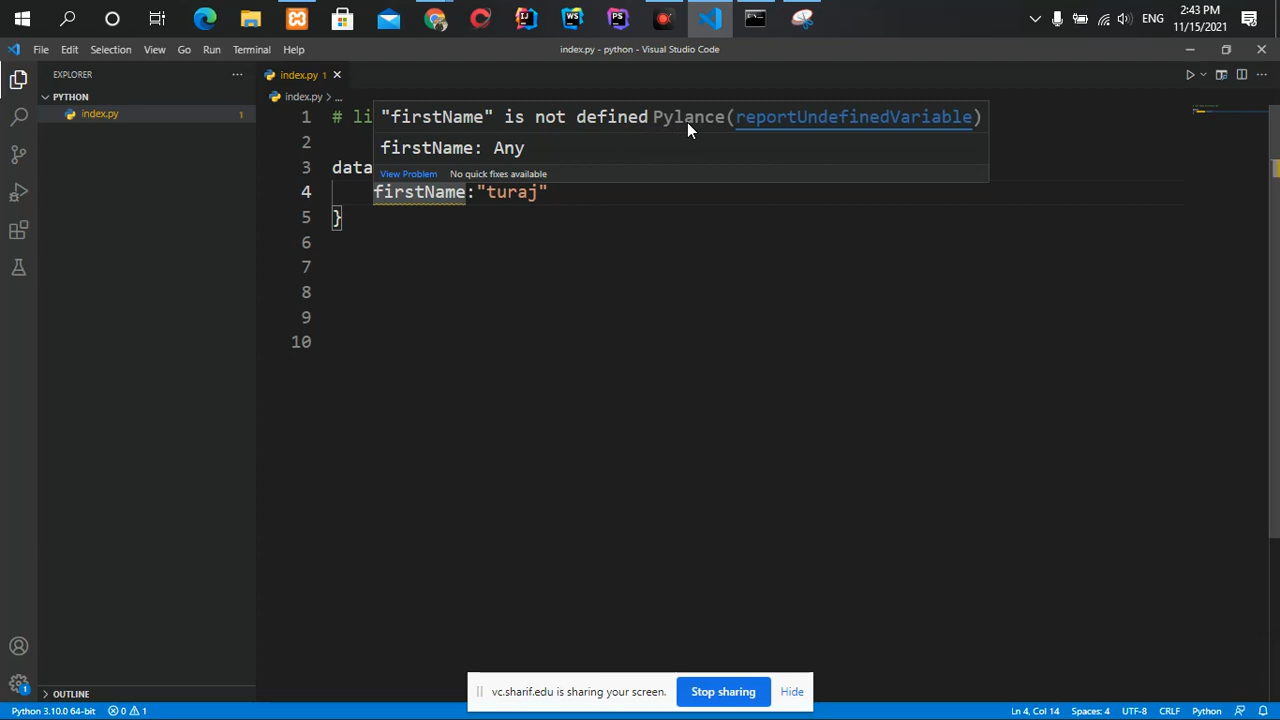 2:43 PM
ENG
11/15/2021
File Edit Selection View Go Run Terminal Help
index.py - python - Visual Studio Code
EXPLORER
index.py 1
PYTHON
index.py > ...
index.py 1
1 # li
"firstName" is not defined Pylance(reportUndefinedVariable)
2
firstName: Any
3 data
View Problem No quick fixes available
4 firstName:"turaj"
5 }
6
7
8
9
10
vc.sharif.edu is sharing your screen. Stop sharing Hide
OUTLINE
Python 3.10.0 64-bit 0 1 Ln 4, Col 14 Spaces: 4 UTF-8 CRLF Python